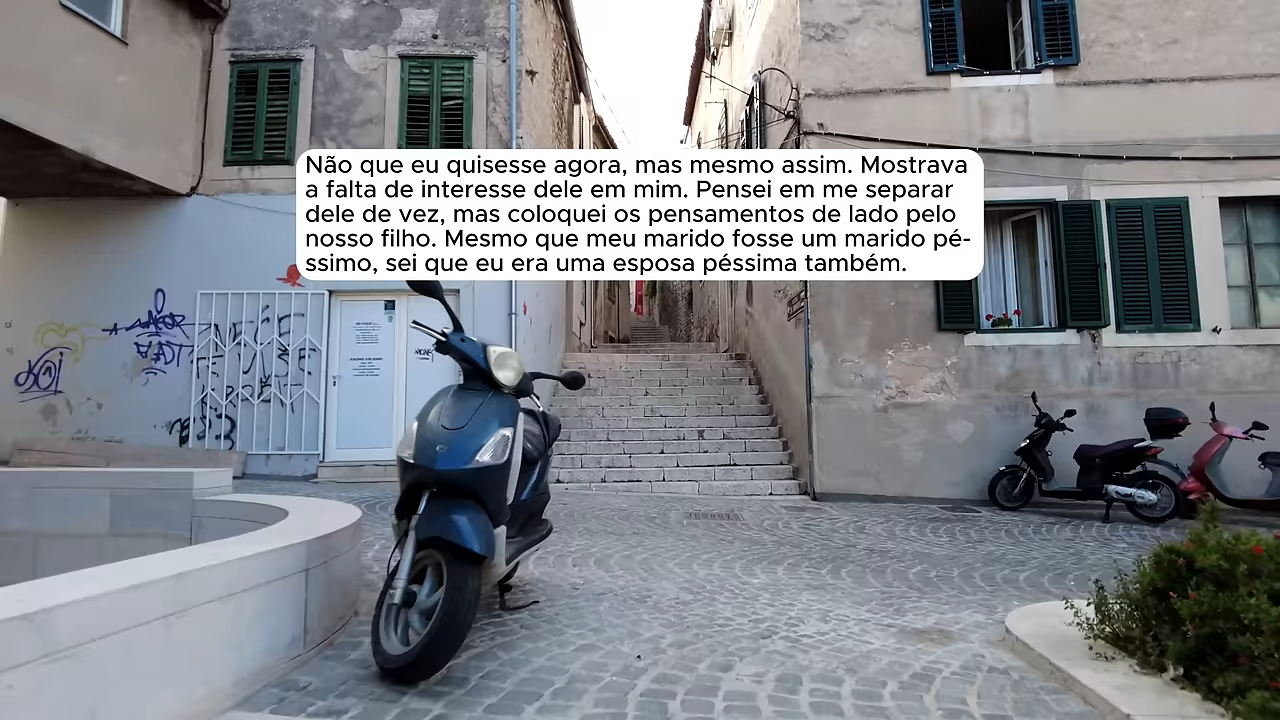 Não que eu quisesse agora, mas mesmo assim. Mostrava
a falta de interesse dele em mim. Pensei em me separar
dele de vez, mas coloquei os pensamentos de lado pelo
nosso filho. Mesmo que meu marido fosse um marido pé-
ssimo, sei que eu era uma esposa péssima também.